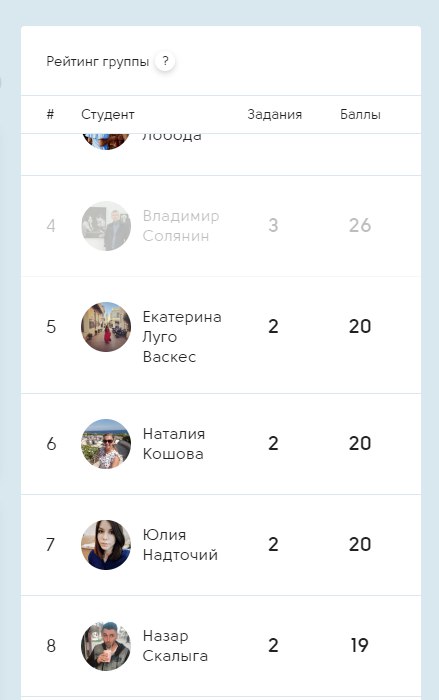 Рейтинг группы ?
# Студент Задания Баллы
Лобода
4 Владимир Солянин 3 26
5 Екатерина Луго Васкес 2 20
6 Наталия Кошова 2 20
7 Юлия Надточий 2 20
8 Назар Скалыга 2 19